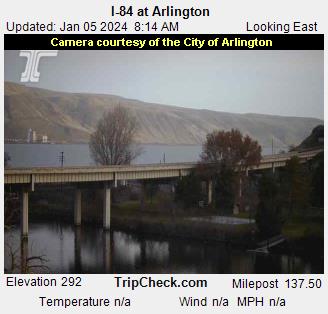 I-84 at Arlington
Updated: Jan 05 2024 8:14 AM Looking East
Camera courtesy of the City of Arlington
Elevation 292 TripCheck.com Milepost 137.50
Temperature n/a Wind n/a MPH n/a